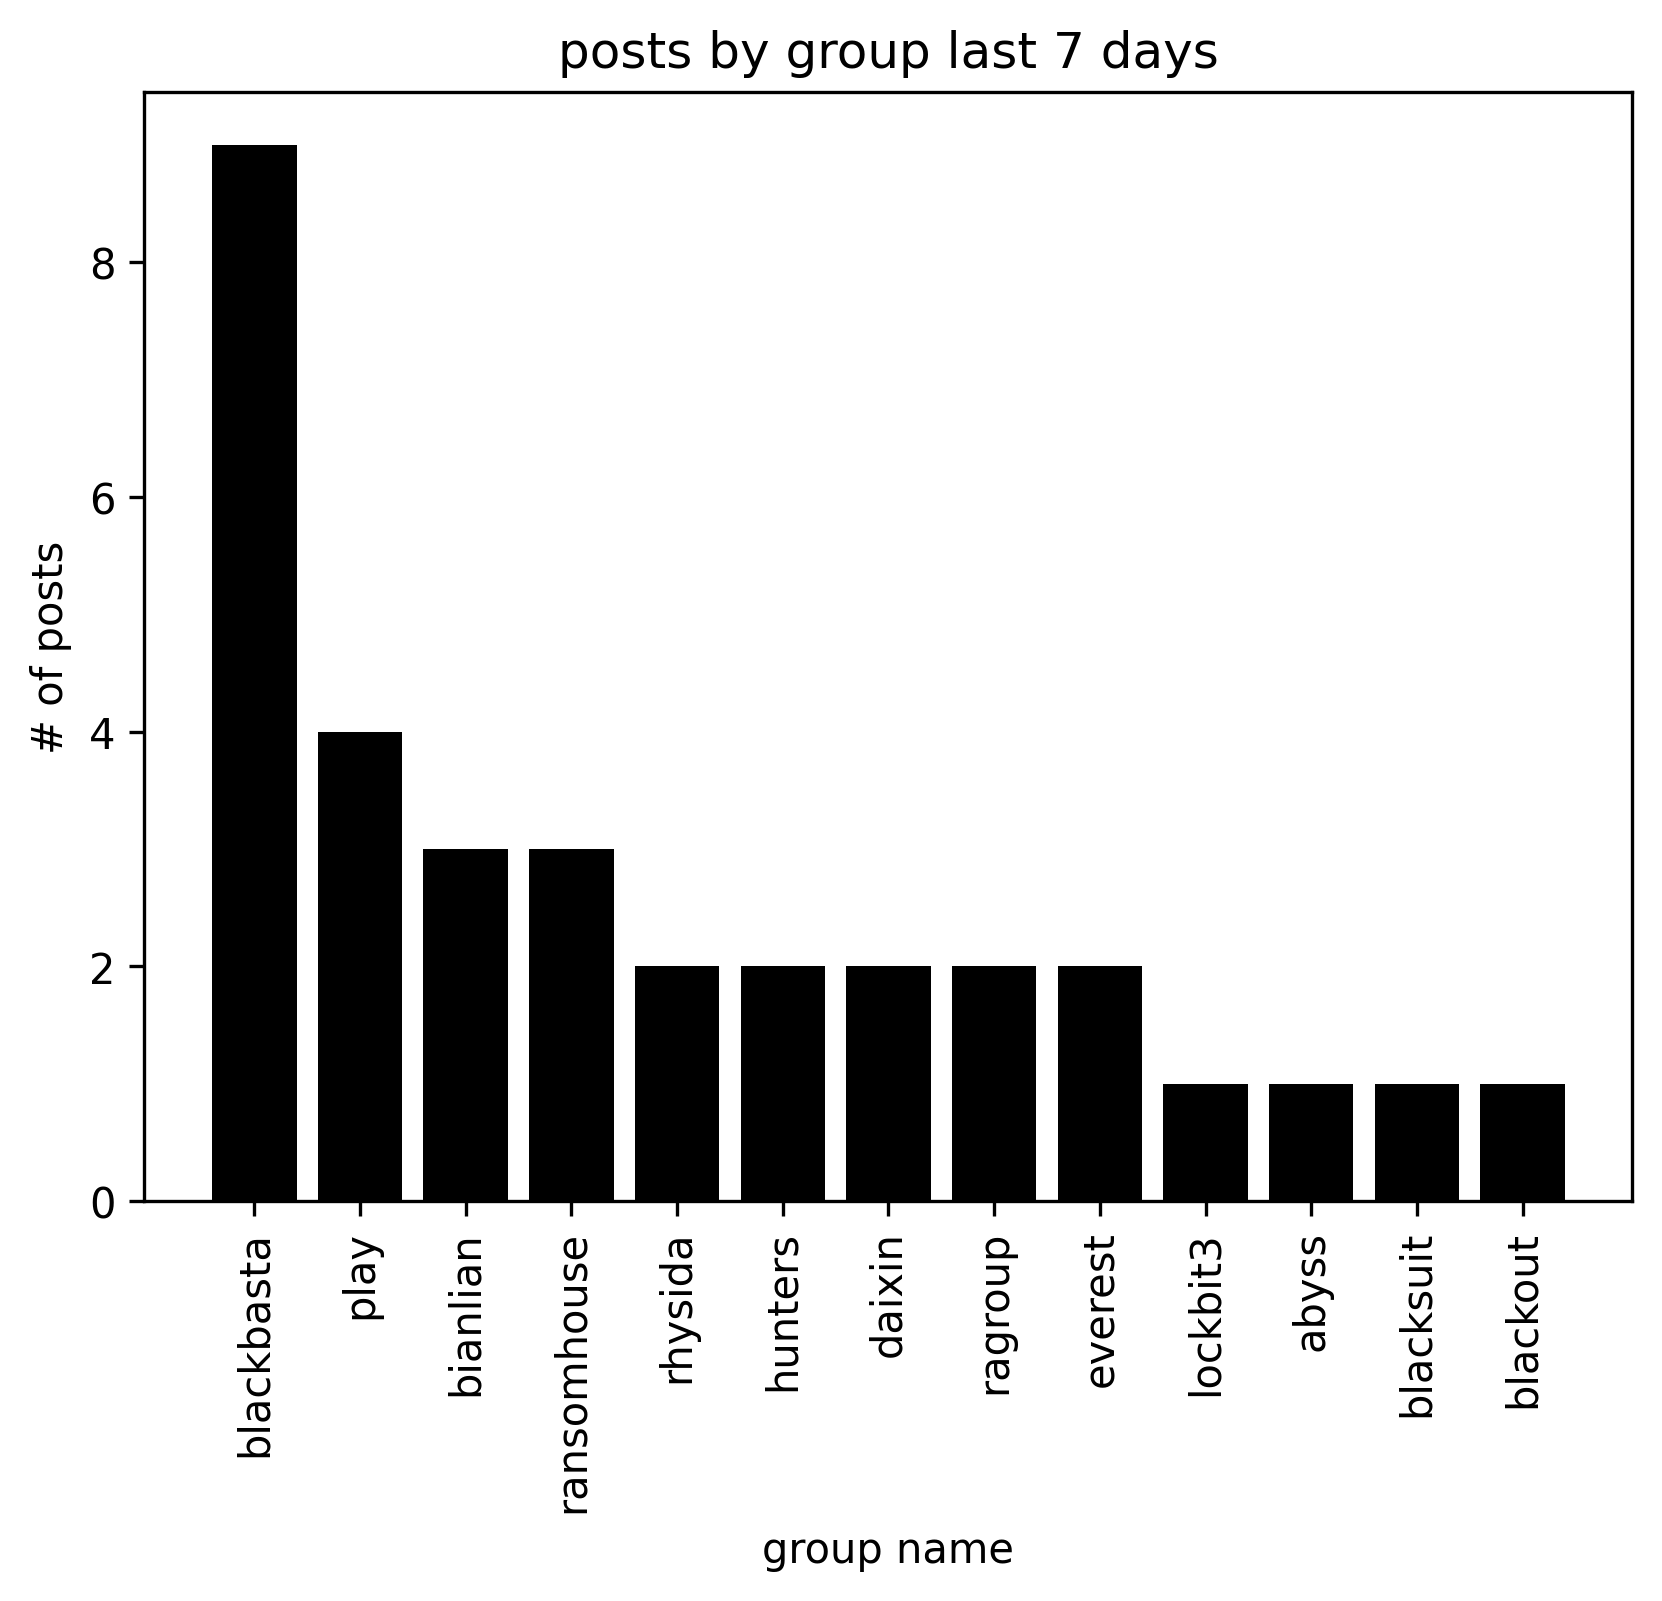 posts by group last 7 days
# of posts
8
6
4
2
0
blackbasta
play
bianlian
ransomhouse
rhysida
hunters
daixin
ragroup
everest
lockbit3
abyss
blacksuit
blackout
group name